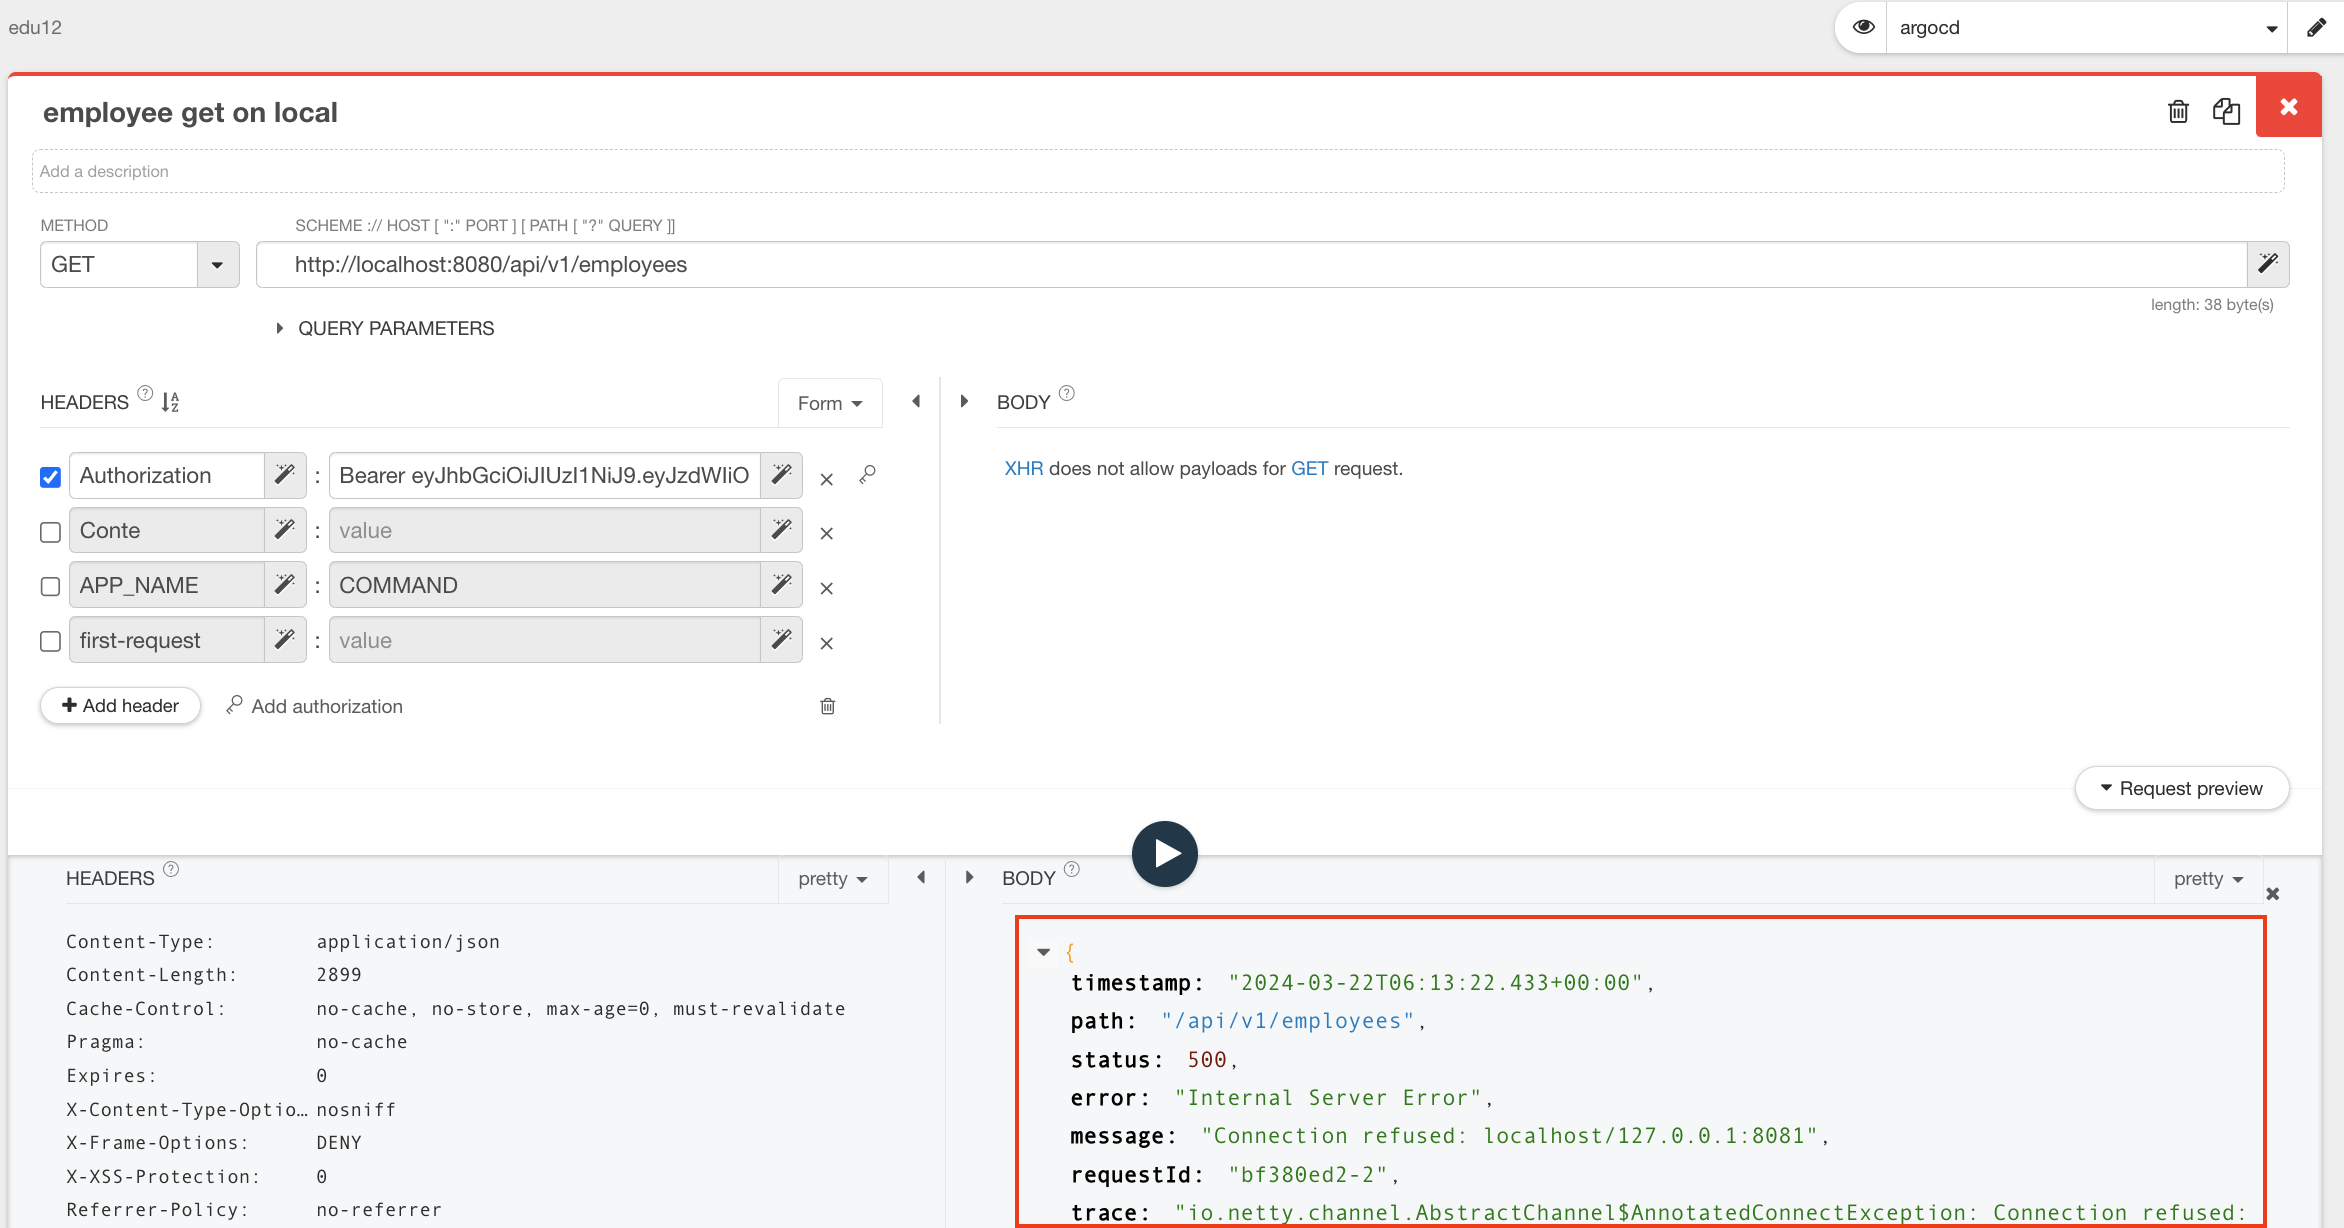 edu12
argocd
employee get on local
Add a description
METHOD
SCHEME :// HOST [ ":" PORT ] [ PATH [ "?" QUERY ]]
GET
http://localhost:8080/api/v1/employees
length: 38 byte(s)
QUERY PARAMETERS
HEADERS ? A Z
Form
BODY ?
Authorization : Bearer eyJhbGciOiJIUzI1NiJ9.eyJzdWIiO
XHR does not allow payloads for GET request.
Conte : value
APP_NAME : COMMAND
first-request : value
Add header
Add authorization
Request preview
HEADERS ?
pretty
BODY ?
pretty
Content-Type: application/json
Content-Length: 2899
Cache-Control: no-cache, no-store, max-age=0, must-revalidate
Pragma: no-cache
Expires: 0
X-Content-Type-Optio… nosniff
X-Frame-Options: DENY
X-XSS-Protection: 0
Referrer-Policy: no-referrer
{
timestamp: "2024-03-22T06:13:22.433+00:00",
path: "/api/v1/employees",
status: 500,
error: "Internal Server Error",
message: "Connection refused: localhost/127.0.0.1:8081",
requestId: "bf380ed2-2",
trace: "io.netty.channel.AbstractChannel$AnnotatedConnectException: Connection refused: